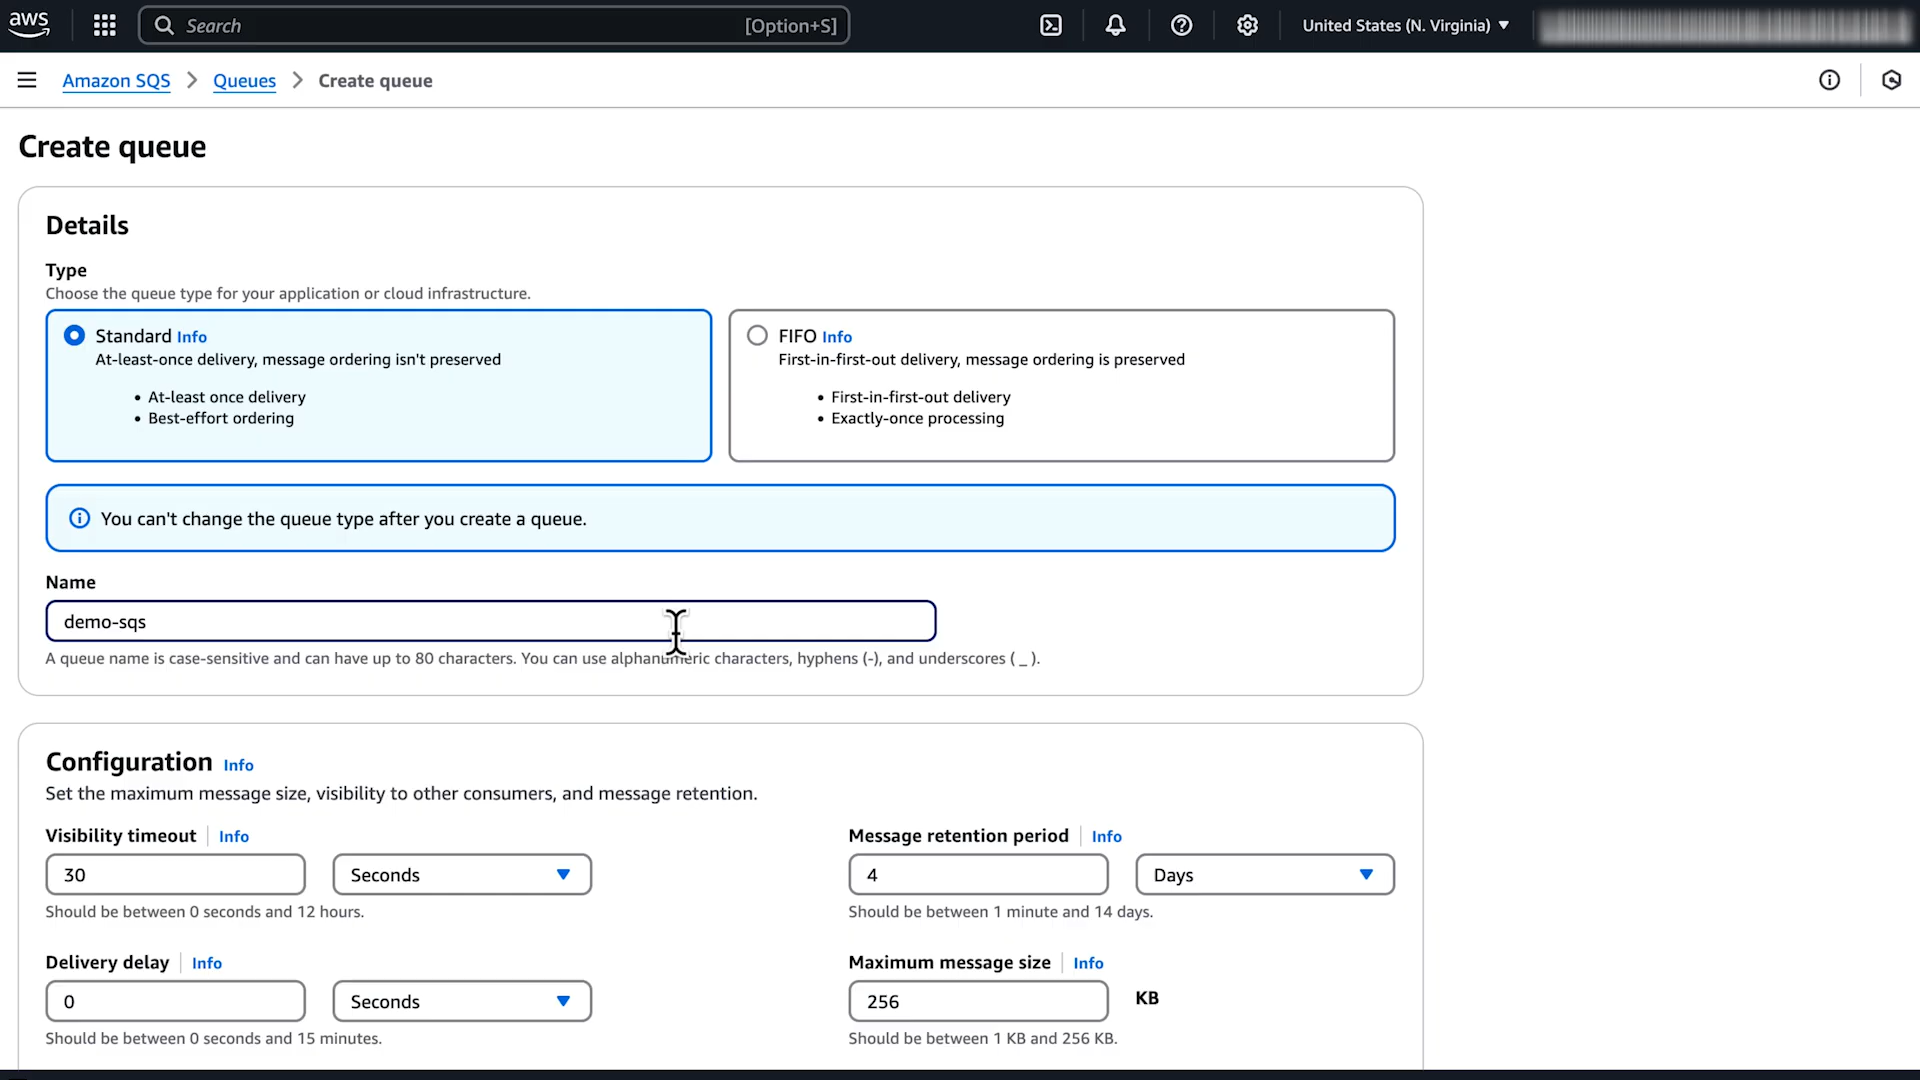 aws
Search [Option+S] United States (N. Virginia)
Amazon SQS Queues Create queue
Create queue
Details
Type
Choose the queue type for your application or cloud infrastructure.
Standard Info
At-least-once delivery, message ordering isn't preserved
• At-least once delivery
• Best-effort ordering
FIFO Info
First-in-first-out delivery, message ordering is preserved
• First-in-first-out delivery
• Exactly-once processing
You can't change the queue type after you create a queue.
Name
demo-sqs
A queue name is case-sensitive and can have up to 80 characters. You can use alphanumeric characters, hyphens (-), and underscores ( _ ).
Configuration Info
Set the maximum message size, visibility to other consumers, and message retention.
Visibility timeout Info
30 Seconds
Should be between 0 seconds and 12 hours.
Message retention period Info
4 Days
Should be between 1 minute and 14 days.
Delivery delay Info
0 Seconds
Should be between 0 seconds and 15 minutes.
Maximum message size Info
256 KB
Should be between 1 KB and 256 KB.